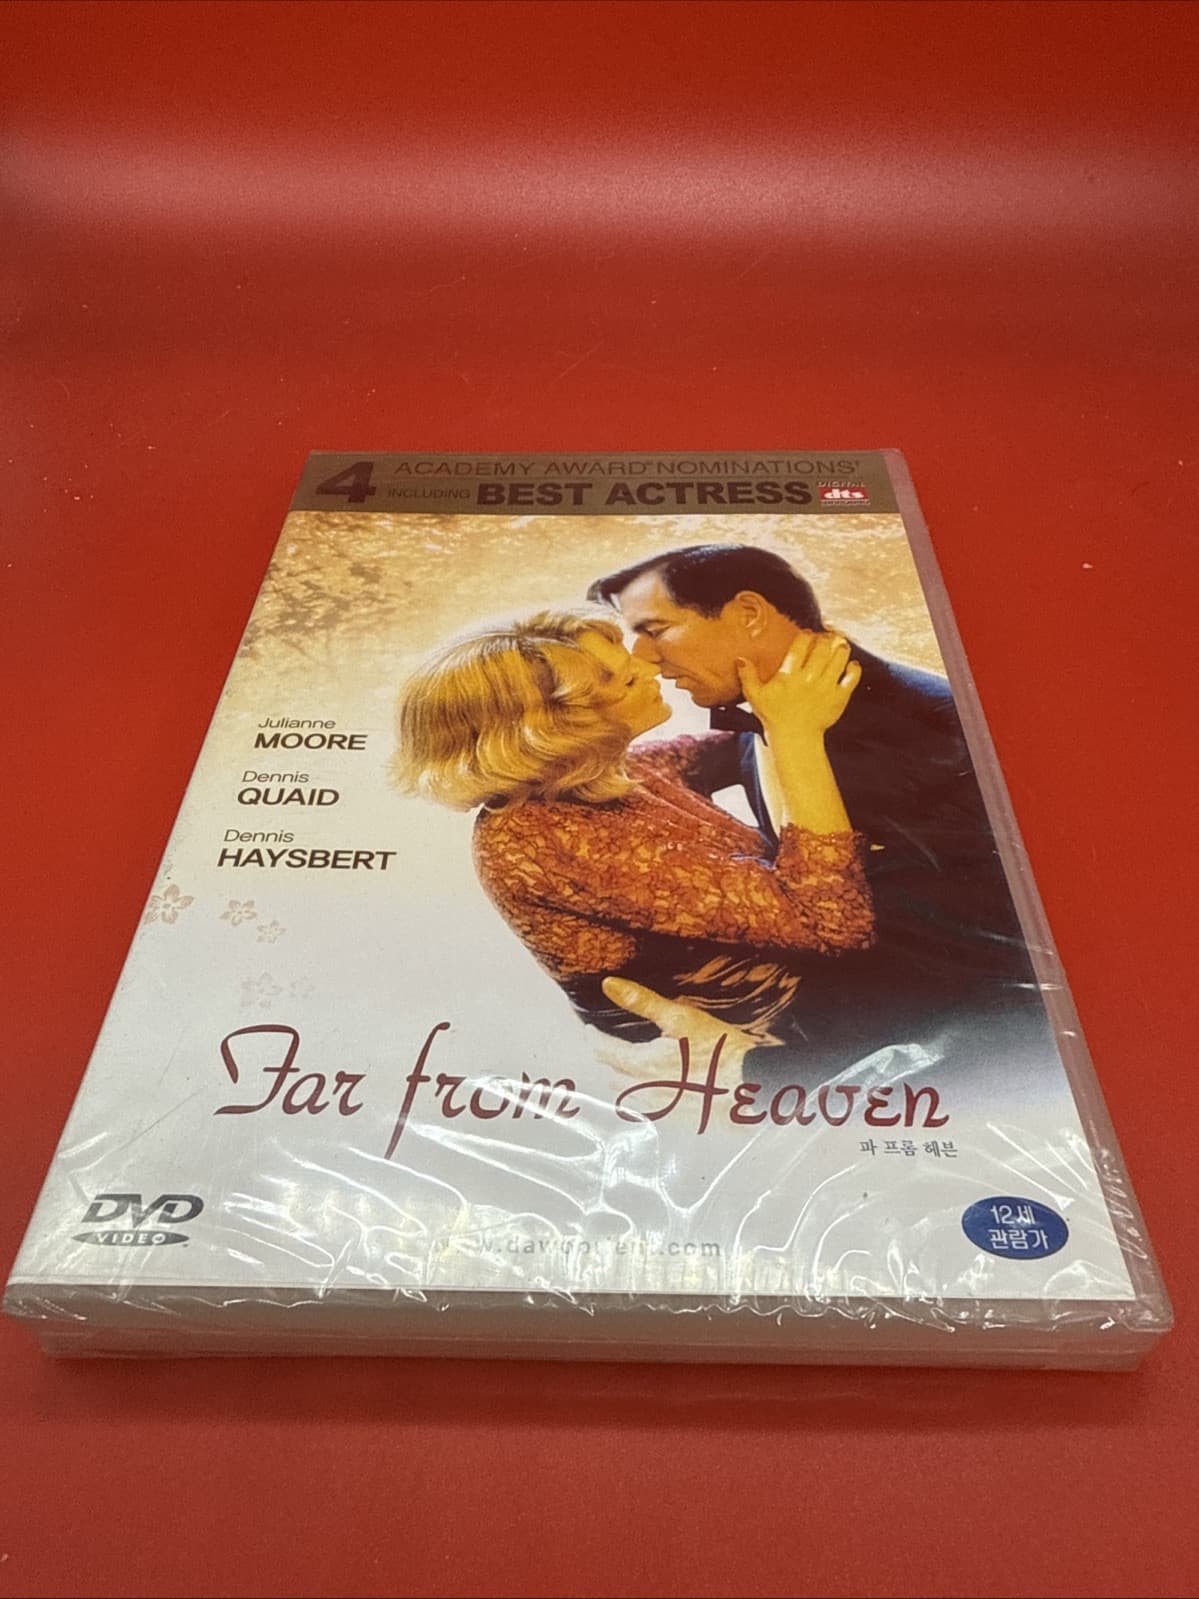 4 ACADEMY AWARD® NOMINATIONS
INCLUDING BEST ACTRESS
DIGITAL
dts
Julianne
MOORE
Dennis
QUAID
Dennis
HAYSBERT
Far from Heaven
파 프롬 헤븐
DVD
VIDEO
12세
관람가